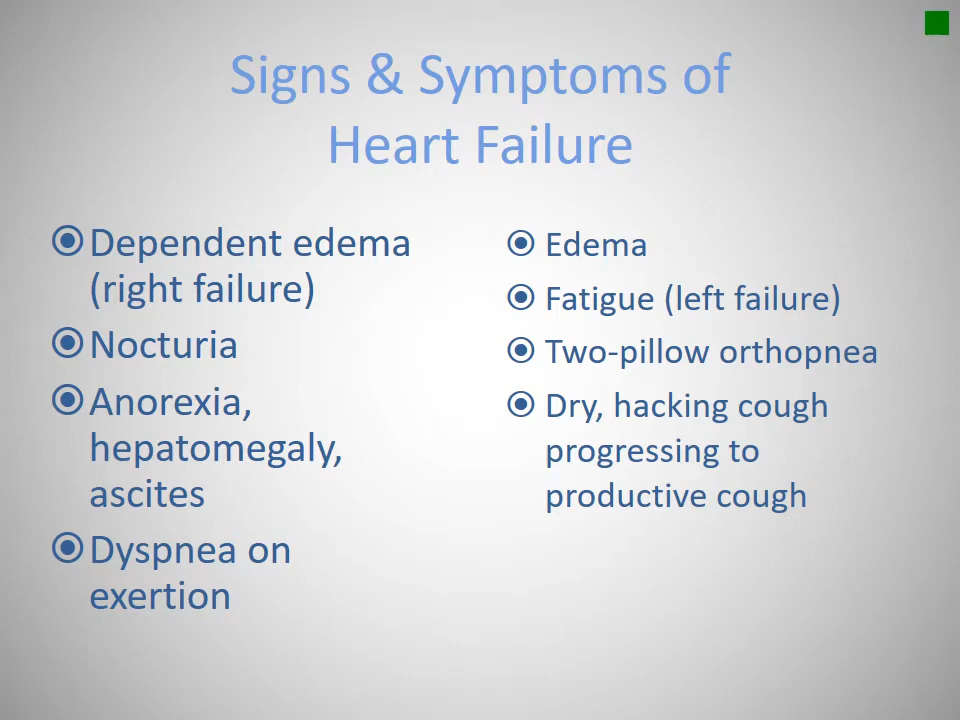 Signs & Symptoms of
Heart Failure
Dependent edema
(right failure)
Nocturia
Anorexia,
hepatomegaly,
ascites
Dyspnea on
exertion
Edema
Fatigue (left failure)
Two-pillow orthopnea
Dry, hacking cough
progressing to
productive cough